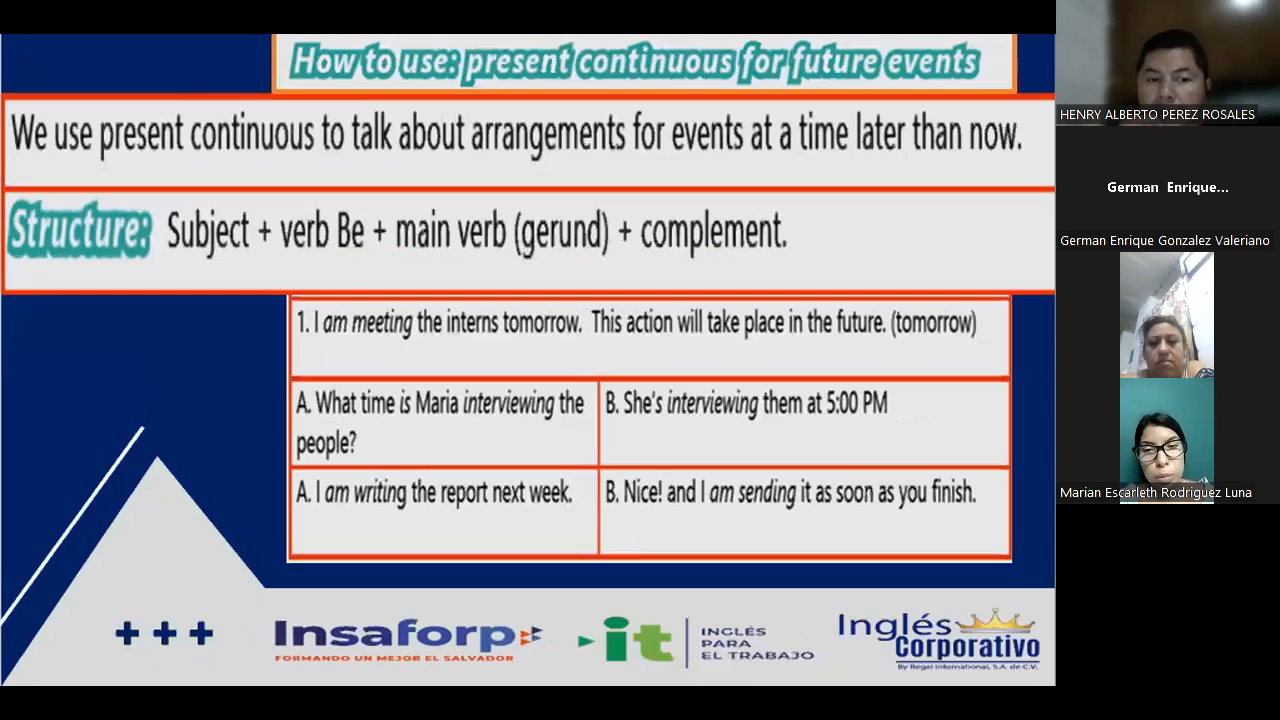 How to use: present continuous for future events
We use present continuous to talk about arrangements for events at a time later than now.
Structure: Subject + verb Be + main verb (gerund) + complement.
1. I am meeting the interns tomorrow. This action will take place in the future. (tomorrow)
A. What time is Maria interviewing the
people?
B. She's interviewing them at 5:00 PM
A. I am writing the report next week.
B. Nice! and I am sending it as soon as you finish.
Insaforp
FORMANDO UN MEJOR EL SALVADOR
it
INGLÉS
PARA
EL TRABAJO
Inglés
Corporativo
By Regal International, S.A. de C.V.
HENRY ALBERTO PEREZ ROSALES
German Enrique...
German Enrique Gonzalez Valeriano
Marian Escarleth Rodriguez Luna